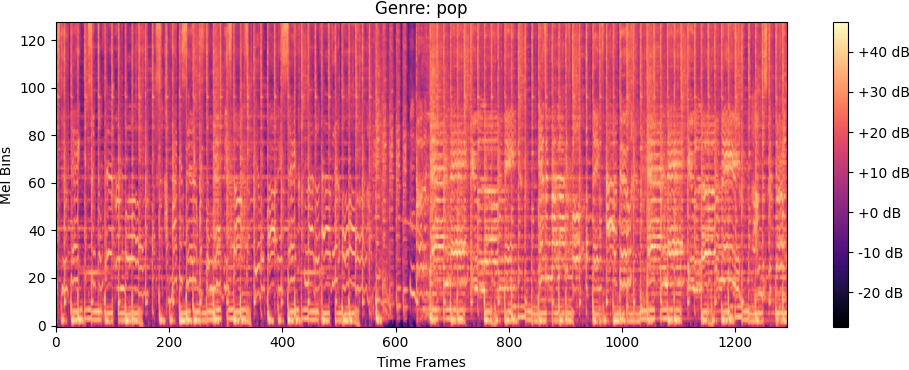 Genre: pop
120
100
80
60
40
20
0
Mel Bins
0 200 400 600 800 1000 1200
Time Frames
+40 dB
+30 dB
+20 dB
+10 dB
+0 dB
-10 dB
-20 dB